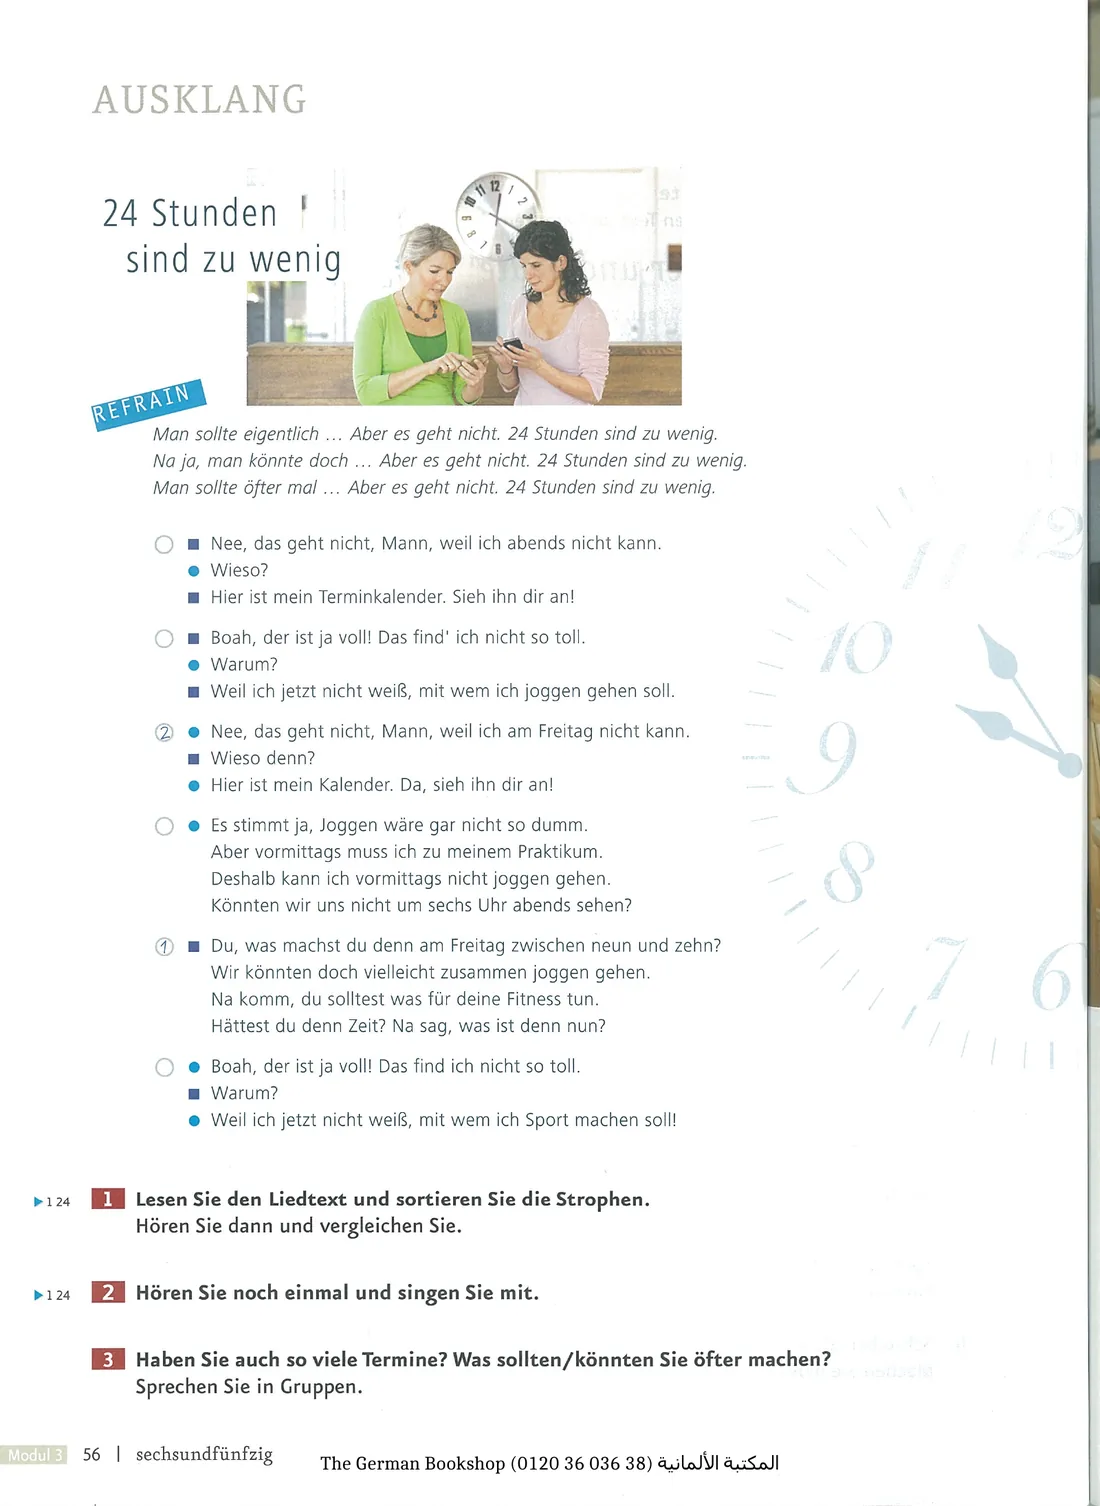 AUSKLANG
24 Stunden
sind zu wenig
REFRAIN
Man sollte eigentlich ... Aber es geht nicht. 24 Stunden sind zu wenig.
Na ja, man könnte doch ... Aber es geht nicht. 24 Stunden sind zu wenig.
Man sollte öfter mal ... Aber es geht nicht. 24 Stunden sind zu wenig.
Nee, das geht nicht, Mann, weil ich abends nicht kann.
Wieso?
Hier ist mein Terminkalender. Sieh ihn dir an!
Boah, der ist ja voll! Das find' ich nicht so toll.
Warum?
Weil ich jetzt nicht weiß, mit wem ich joggen gehen soll.
2 Nee, das geht nicht, Mann, weil ich am Freitag nicht kann.
Wieso denn?
Hier ist mein Kalender. Da, sieh ihn dir an!
Es stimmt ja, Joggen wäre gar nicht so dumm.
Aber vormittags muss ich zu meinem Praktikum.
Deshalb kann ich vormittags nicht joggen gehen.
Könnten wir uns nicht um sechs Uhr abends sehen?
1 Du, was machst du denn am Freitag zwischen neun und zehn?
Wir könnten doch vielleicht zusammen joggen gehen.
Na komm, du solltest was für deine Fitness tun.
Hättest du denn Zeit? Na sag, was ist denn nun?
Boah, der ist ja voll! Das find ich nicht so toll.
Warum?
Weil ich jetzt nicht weiß, mit wem ich Sport machen soll!
12
11
10
9
8
7
6
1 24 1 Lesen Sie den Liedtext und sortieren Sie die Strophen.
Hören Sie dann und vergleichen Sie.
1 24 2 Hören Sie noch einmal und singen Sie mit.
3 Haben Sie auch so viele Termine? Was sollten/könnten Sie öfter machen?
Sprechen Sie in Gruppen.
Modul 3 56 | sechsundfünfzig
The German Bookshop (0120 36 036 38) المكتبة الألمانية